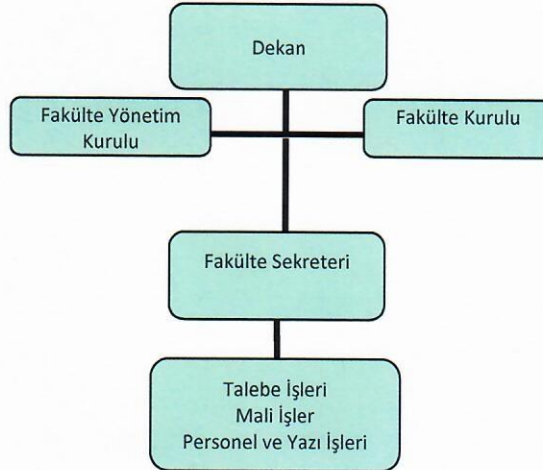 Dekan
Fakülte Yönetim
Kurulu
Fakülte Kurulu
Fakülte Sekreteri
Talebe İşleri
Mali İşler
Personel ve Yazı İşleri